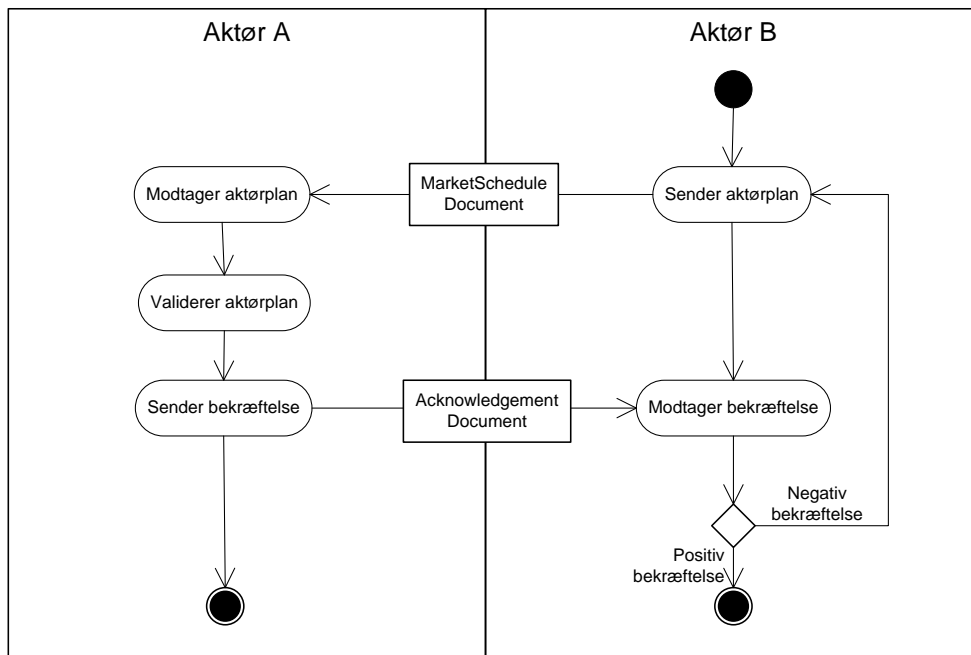 Aktør A
Aktør B
Modtager aktørplan
MarketSchedule
Document
Sender aktørplan
Validerer aktørplan
Sender bekræftelse
Acknowledgement
Document
Modtager bekræftelse
Negativ
bekræftelse
Positiv
bekræftelse